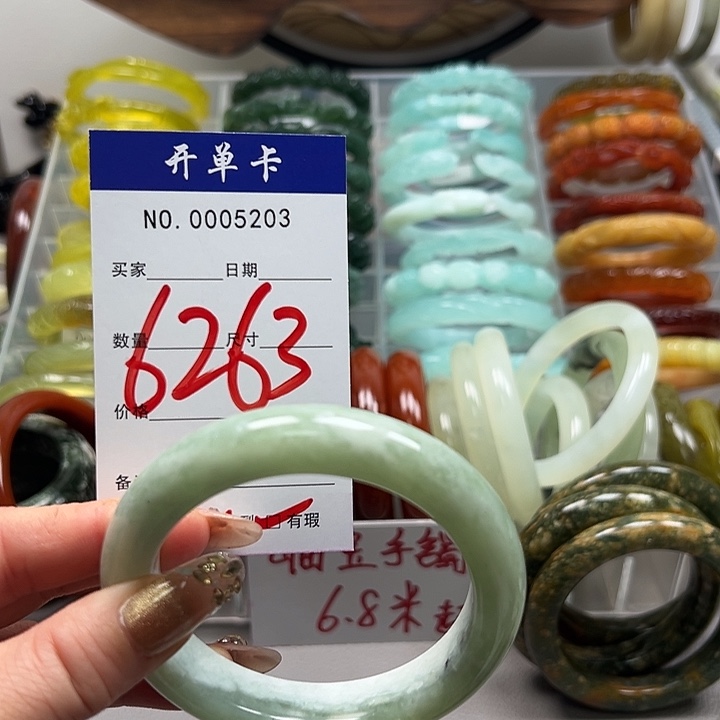 开单卡
NO. 0005203
买家 日期
6263
数量 尺寸
价格
备
有瑕
手镯
6.8米起